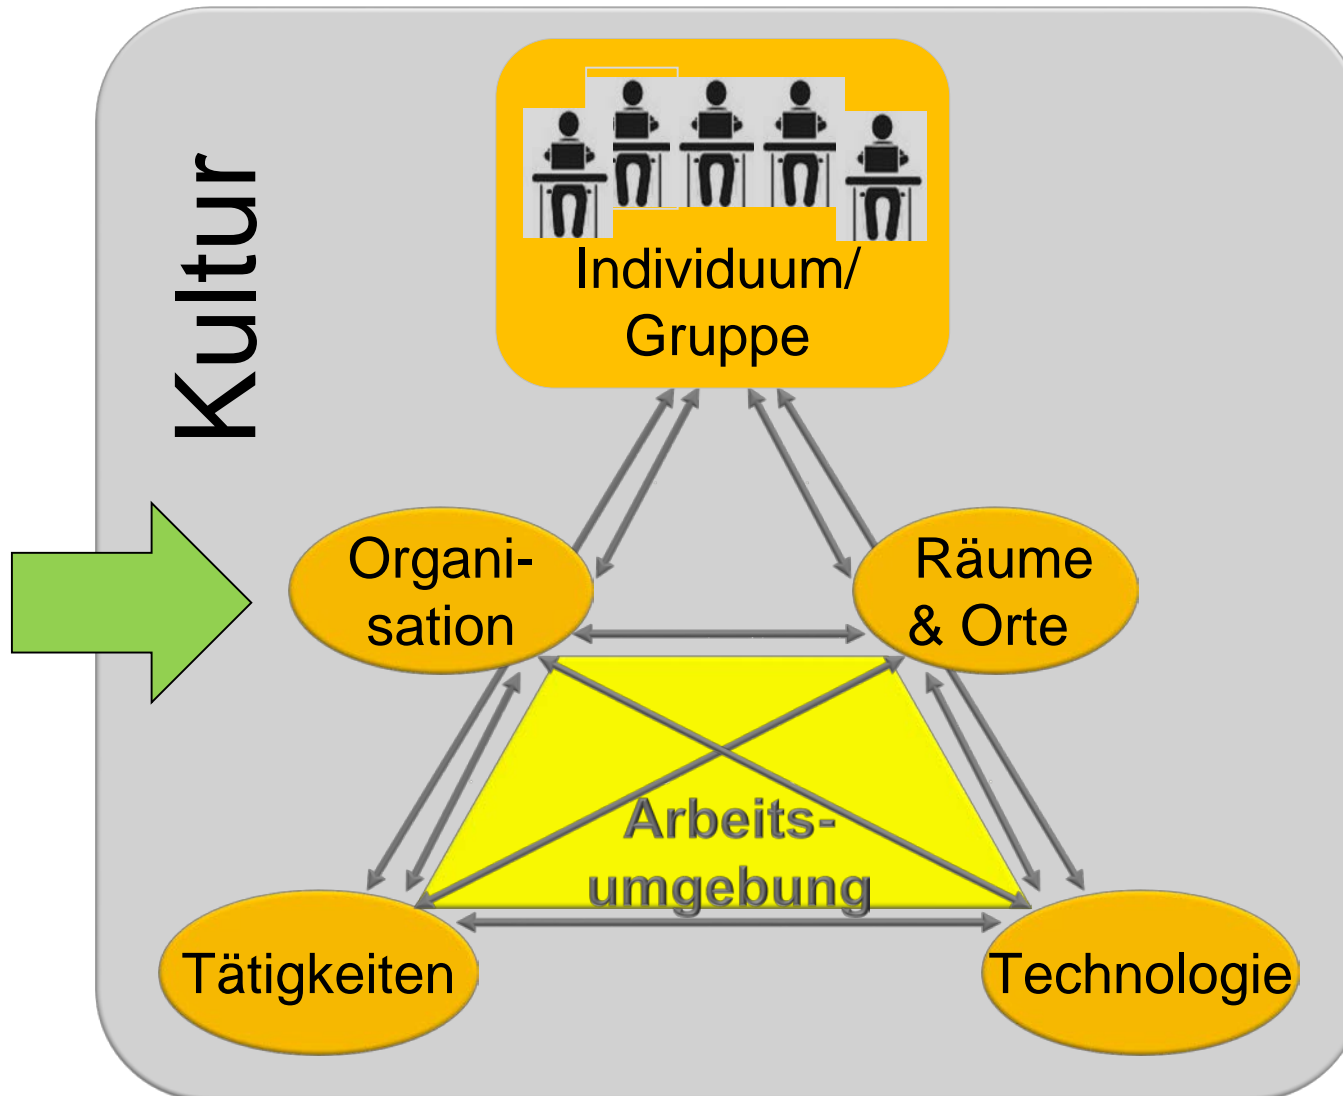 Kultur
Individuum/
Gruppe
Organi-
sation
Räume
& Orte
Arbeits-
umgebung
Tätigkeiten
Technologie